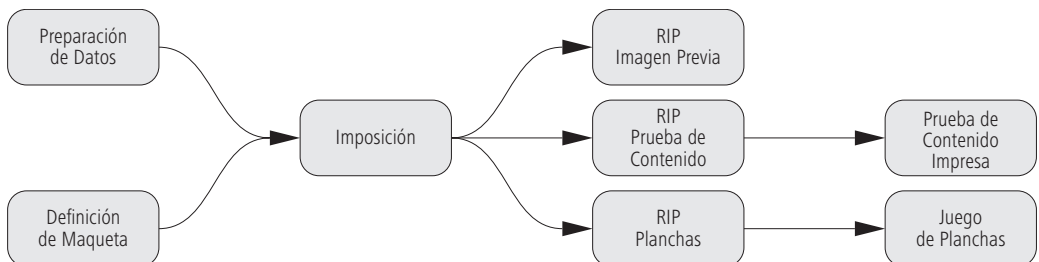 Preparación
de Datos
Definición
de Maqueta
Imposición
RIP
Imagen Previa
RIP
Prueba de
Contenido
RIP
Planchas
Prueba de
Contenido
Impresa
Juego
de Planchas